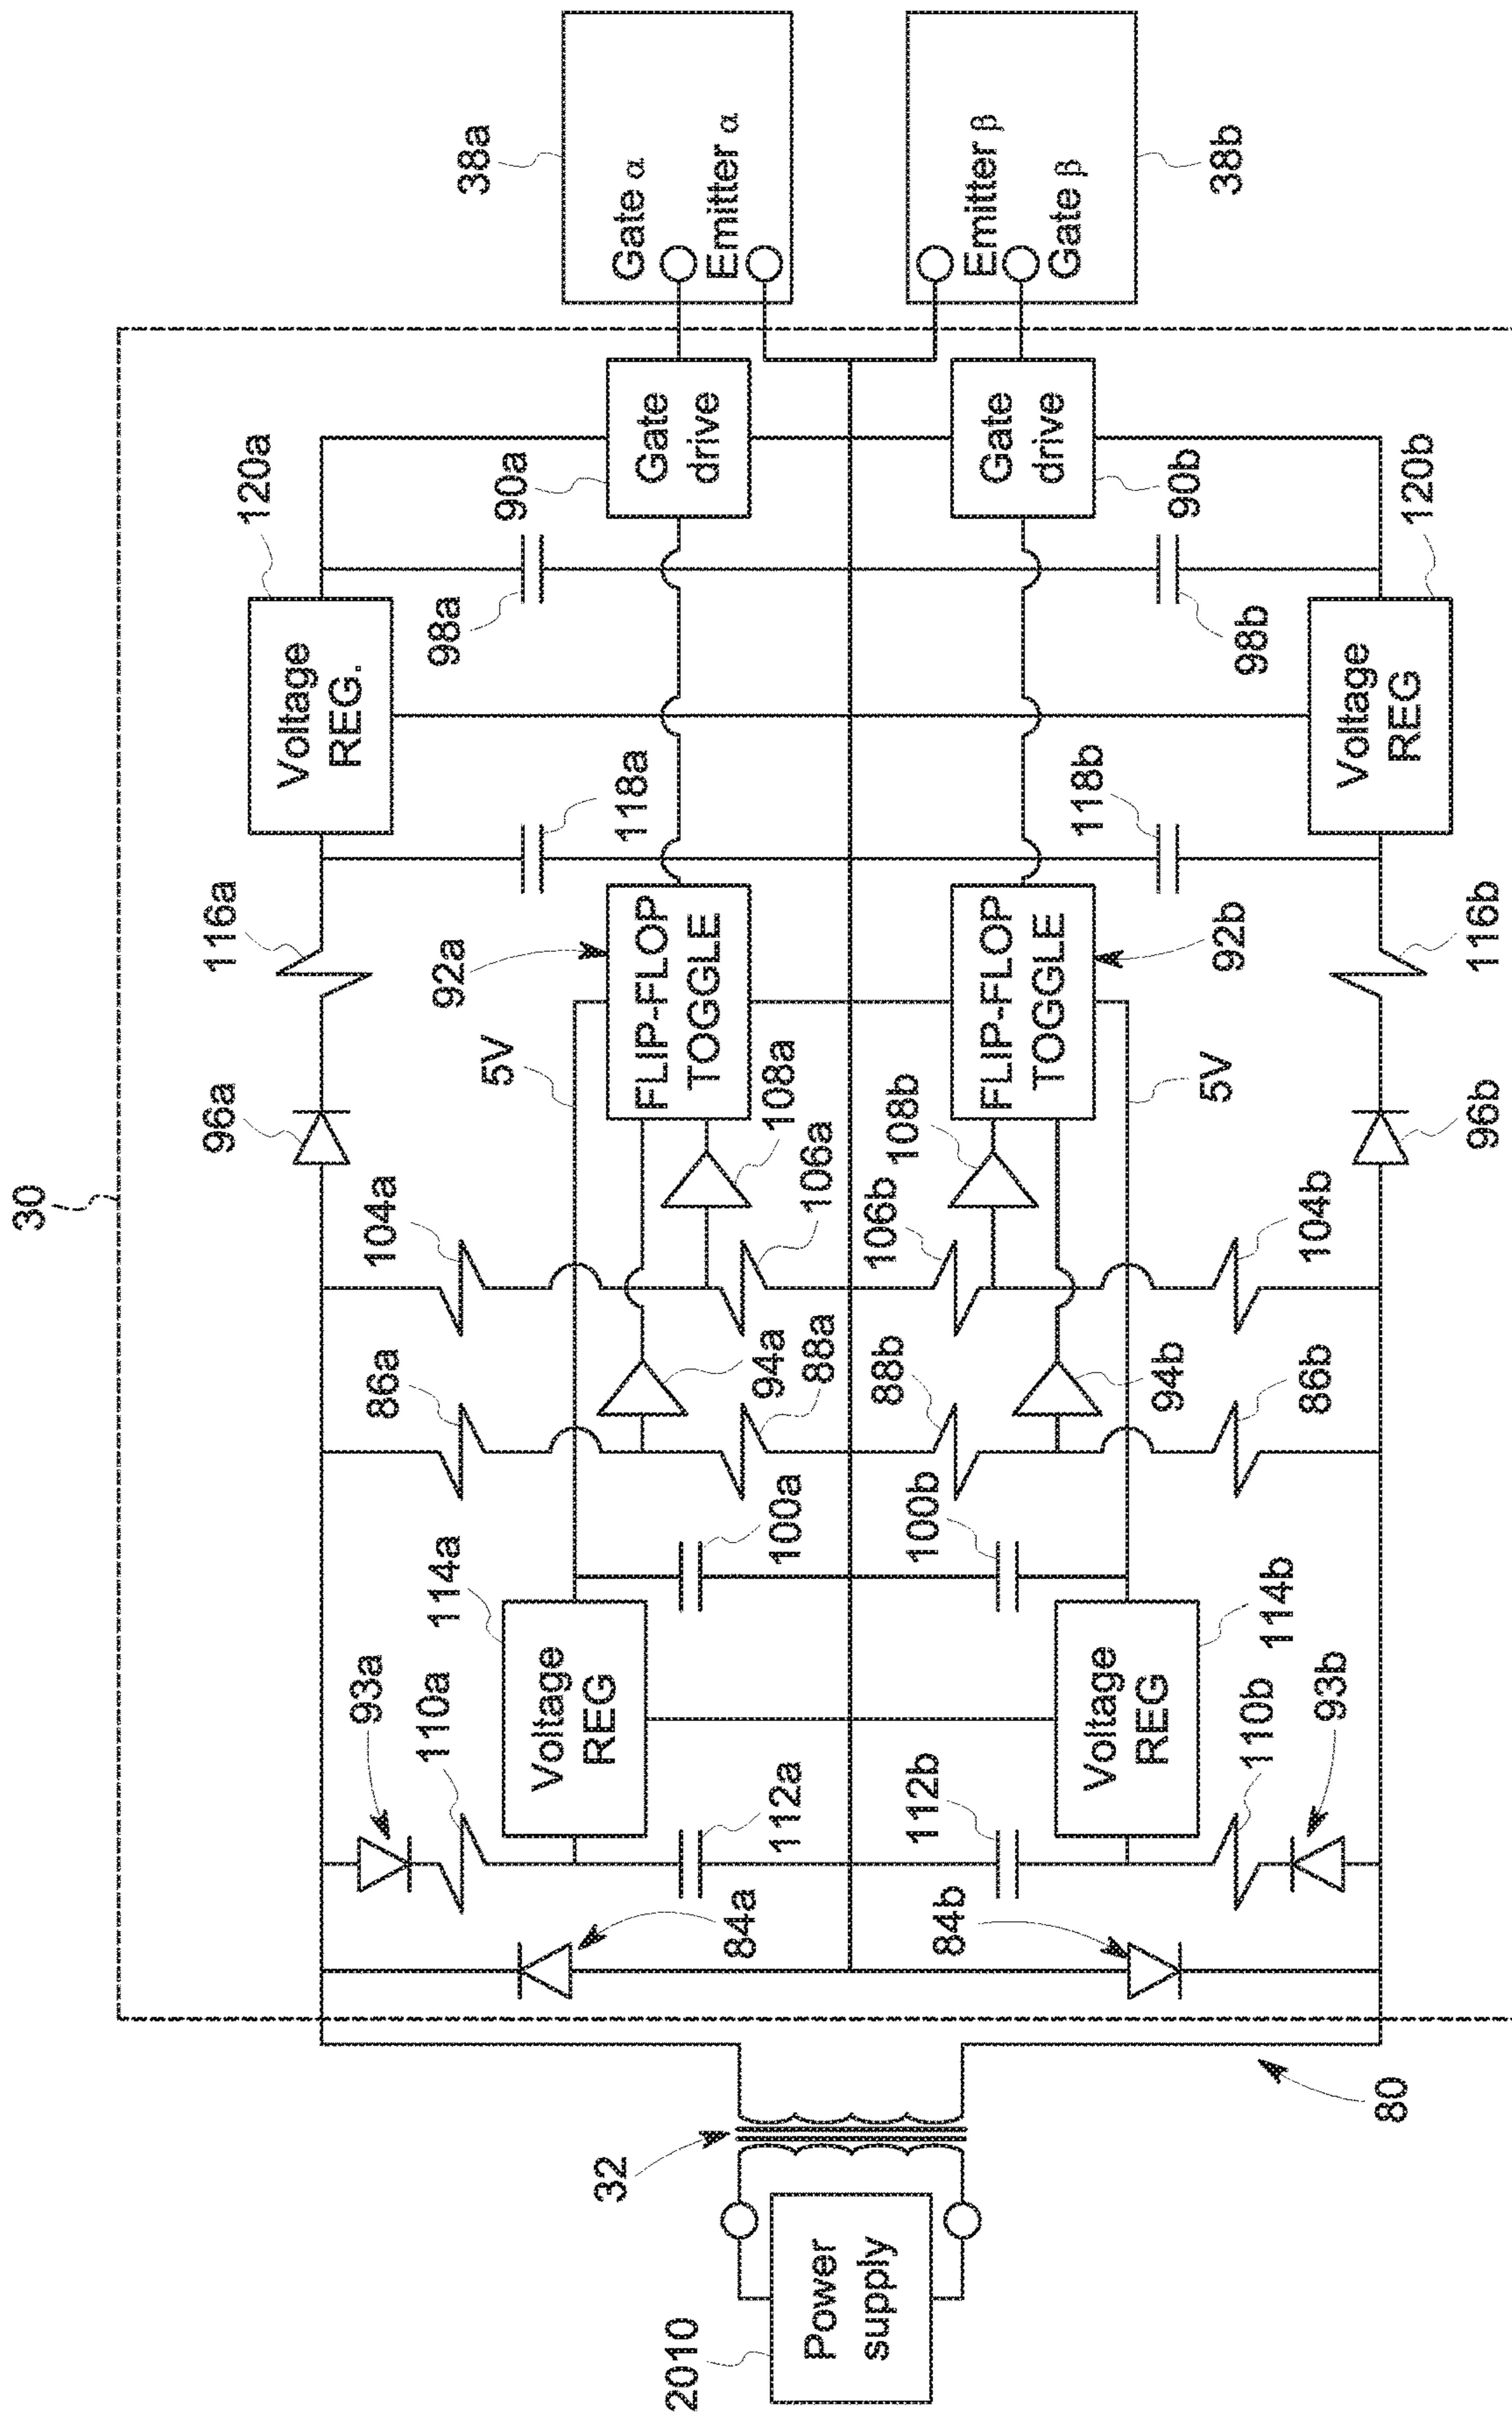 30
2010
Power
supply
32
80
84a
84b
93a
110a
112a
112b
110b
93b
114a
Voltage
REG
Voltage
REG
114b
100a
100b
86a
94a
88a
88b
94b
86b
104a
108a
106a
106b
108b
104b
96a
5V
5V
96b
92a
FLIP-FLOP
TOGGLE
FLIP-FLOP
TOGGLE
92b
116a
116b
118a
118b
120a
Voltage
REG.
Voltage
REG
120b
98a
98b
90a
Gate
drive
Gate
drive
90b
38a
Gate α
Emitter α
Emitter β
Gate β
38b